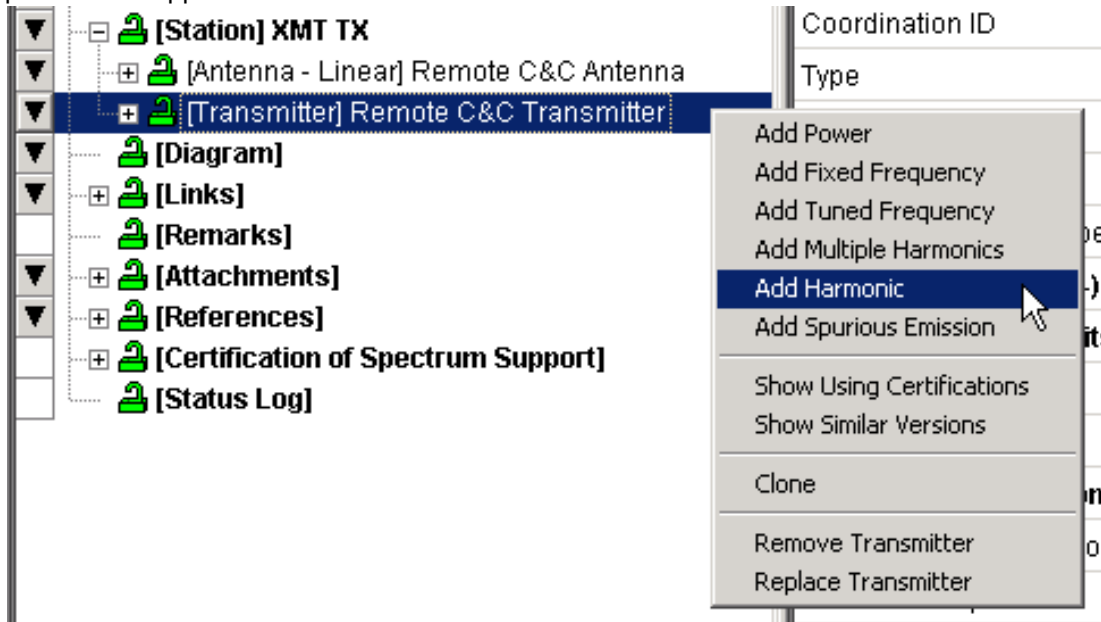 [Station] XMT TX
[Antenna - Linear] Remote C&C Antenna
[Transmitter] Remote C&C Transmitter
[Diagram]
[Links]
[Remarks]
[Attachments]
[References]
[Certification of Spectrum Support]
[Status Log]
Coordination ID
Type
Add Power
Add Fixed Frequency
Add Tuned Frequency
Add Multiple Harmonics
Add Harmonic
Add Spurious Emission
Show Using Certifications
Show Similar Versions
Clone
Remove Transmitter
Replace Transmitter